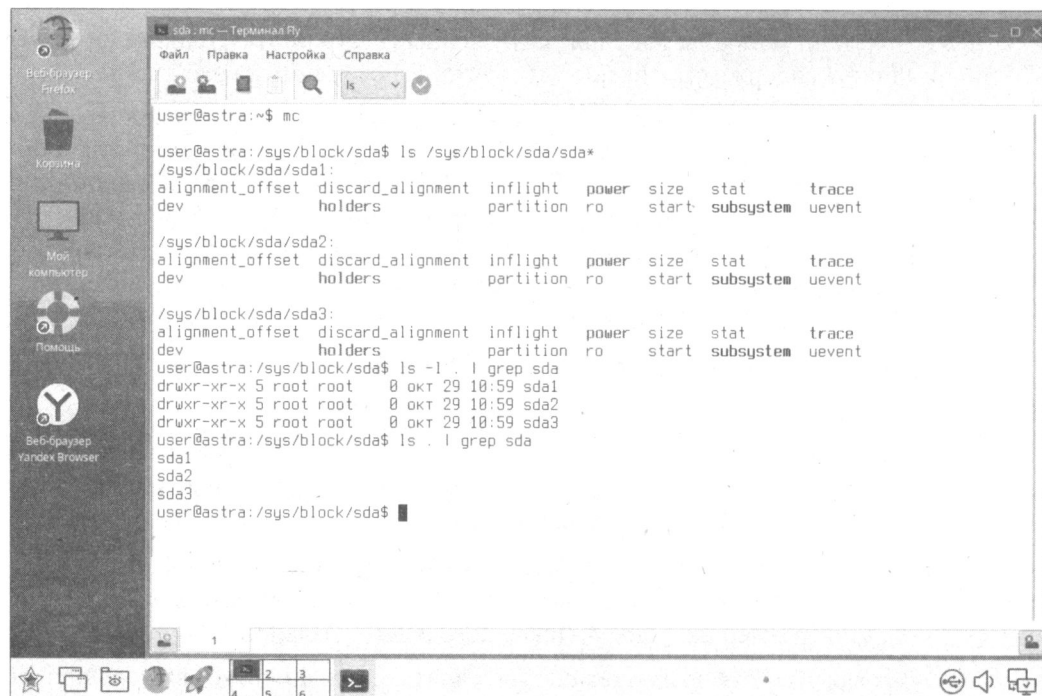 Веб-браузер
Firefox
Корзина
Мой
компьютер
Помощь
Веб-браузер
Yandex Browser
sda : mc — Терминал Fly
Файл Правка Настройка Справка
ls
user@astra:~$ mc
user@astra:/sys/block/sda$ ls /sys/block/sda/sda*
/sys/block/sda/sda1:
alignment_offset discard_alignment inflight power size stat trace
dev holders partition ro start subsystem uevent
/sys/block/sda/sda2:
alignment_offset discard_alignment inflight power size stat trace
dev holders partition ro start subsystem uevent
/sys/block/sda/sda3:
alignment_offset discard_alignment inflight power size stat trace
dev holders partition ro start subsystem uevent
user@astra:/sys/block/sda$ ls -l . | grep sda
drwxr-xr-x 5 root root 0 окт 29 10:59 sda1
drwxr-xr-x 5 root root 0 окт 29 10:59 sda2
drwxr-xr-x 5 root root 0 окт 29 10:59 sda3
user@astra:/sys/block/sda$ ls . | grep sda
sda1
sda2
sda3
user@astra:/sys/block/sda$
1
2 3
4 5 6